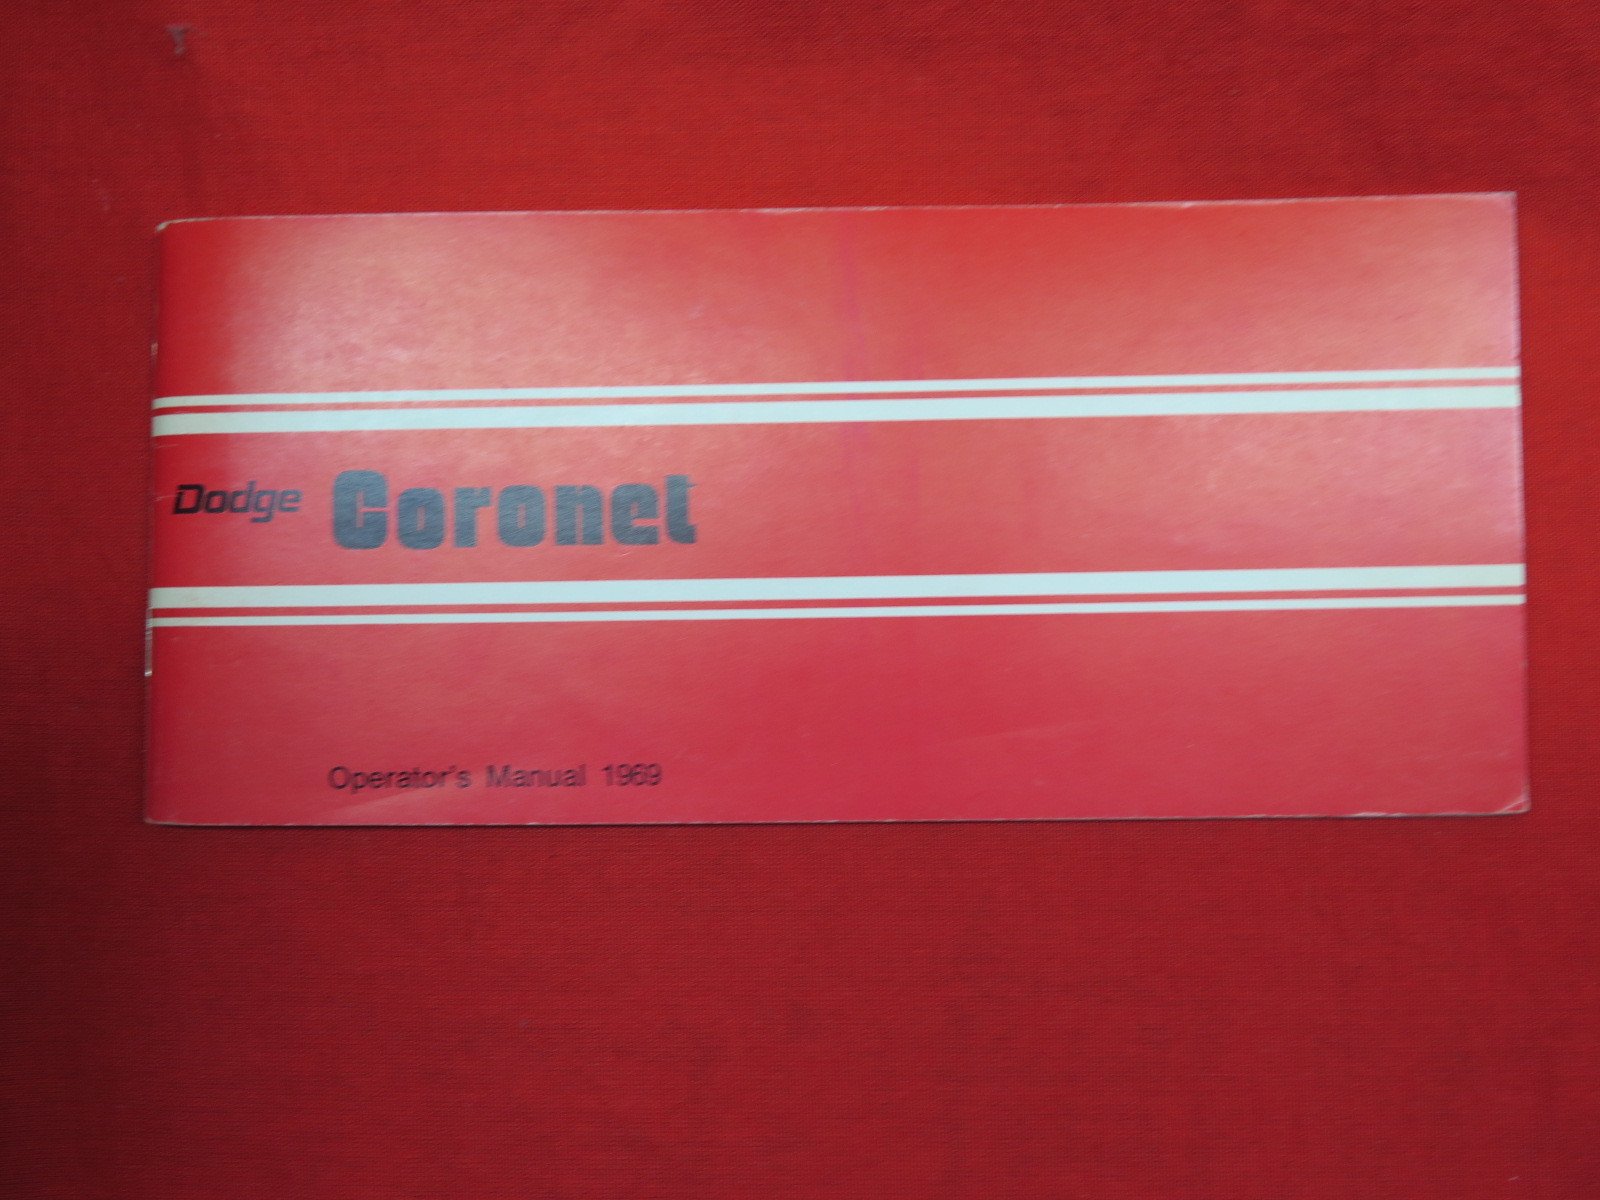 Dodge Coronet
Operator's Manual 1969